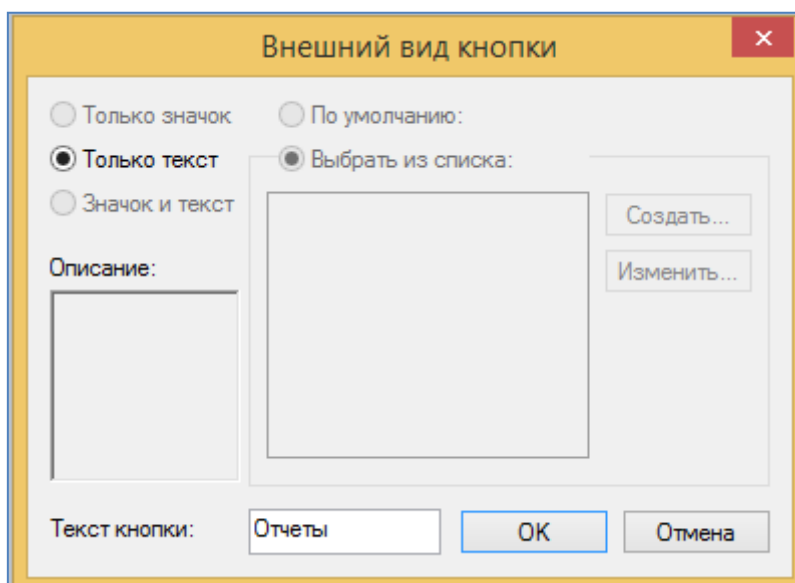 Внешний вид кнопки
Только значок
По умолчанию:
Только текст
Выбрать из списка:
Значок и текст
Создать...
Описание:
Изменить...
Текст кнопки:
Отчеты
OK
Отмена